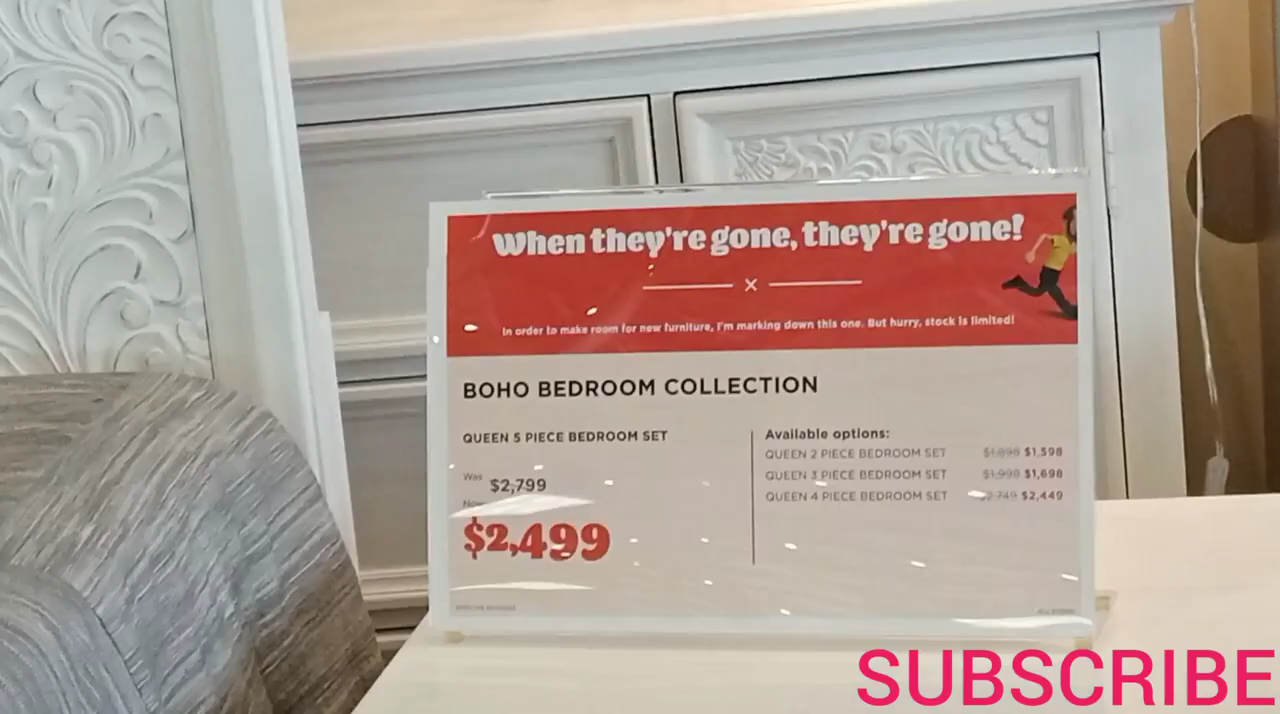 When they're gone, they're gone!
x
In order to make room for new furniture, I'm marking down this one. But hurry, stock is limited!
BOHO BEDROOM COLLECTION
QUEEN 5 PIECE BEDROOM SET
Was $2,799
Now
$2,499
Available options:
QUEEN 2 PIECE BEDROOM SET $1,898 $1,598
QUEEN 3 PIECE BEDROOM SET $1,998 $1,698
QUEEN 4 PIECE BEDROOM SET $2,749 $2,449
SUBSCRIBE